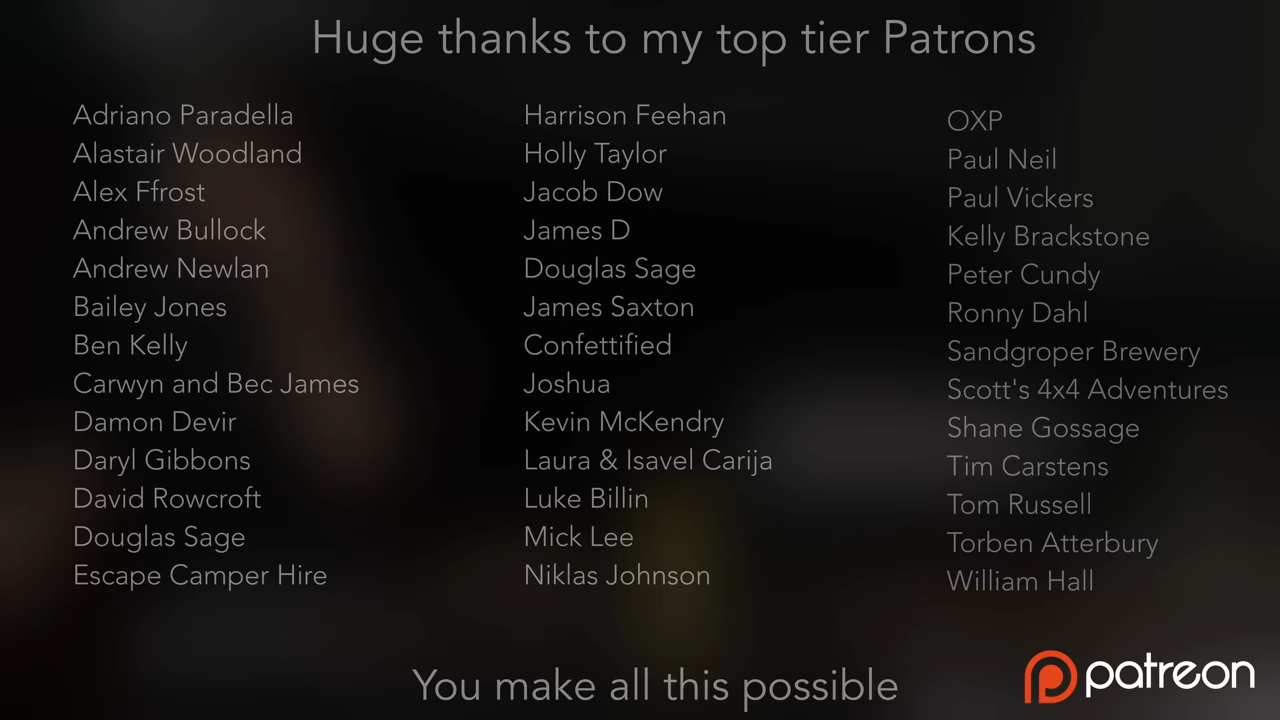 Huge thanks to my top tier Patrons
Adriano Paradella
Alastair Woodland
Alex Ffrost
Andrew Bullock
Andrew Newlan
Bailey Jones
Ben Kelly
Carwyn and Bec James
Damon Devir
Daryl Gibbons
David Rowcroft
Douglas Sage
Escape Camper Hire
Harrison Feehan
Holly Taylor
Jacob Dow
James D
Douglas Sage
James Saxton
Confettified
Joshua
Kevin McKendry
Laura & Isavel Carija
Luke Billin
Mick Lee
Niklas Johnson
OXP
Paul Neil
Paul Vickers
Kelly Brackstone
Peter Cundy
Ronny Dahl
Sandgroper Brewery
Scott's 4x4 Adventures
Shane Gossage
Tim Carstens
Tom Russell
Torben Atterbury
William Hall
You make all this possible
patreon